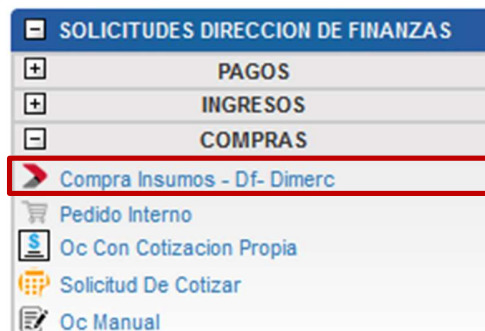 SOLICITUDES DIRECCION DE FINANZAS
PAGOS
INGRESOS
COMPRAS
Compra Insumos - Df- Dimerc
Pedido Interno
Oc Con Cotizacion Propia
Solicitud De Cotizar
Oc Manual